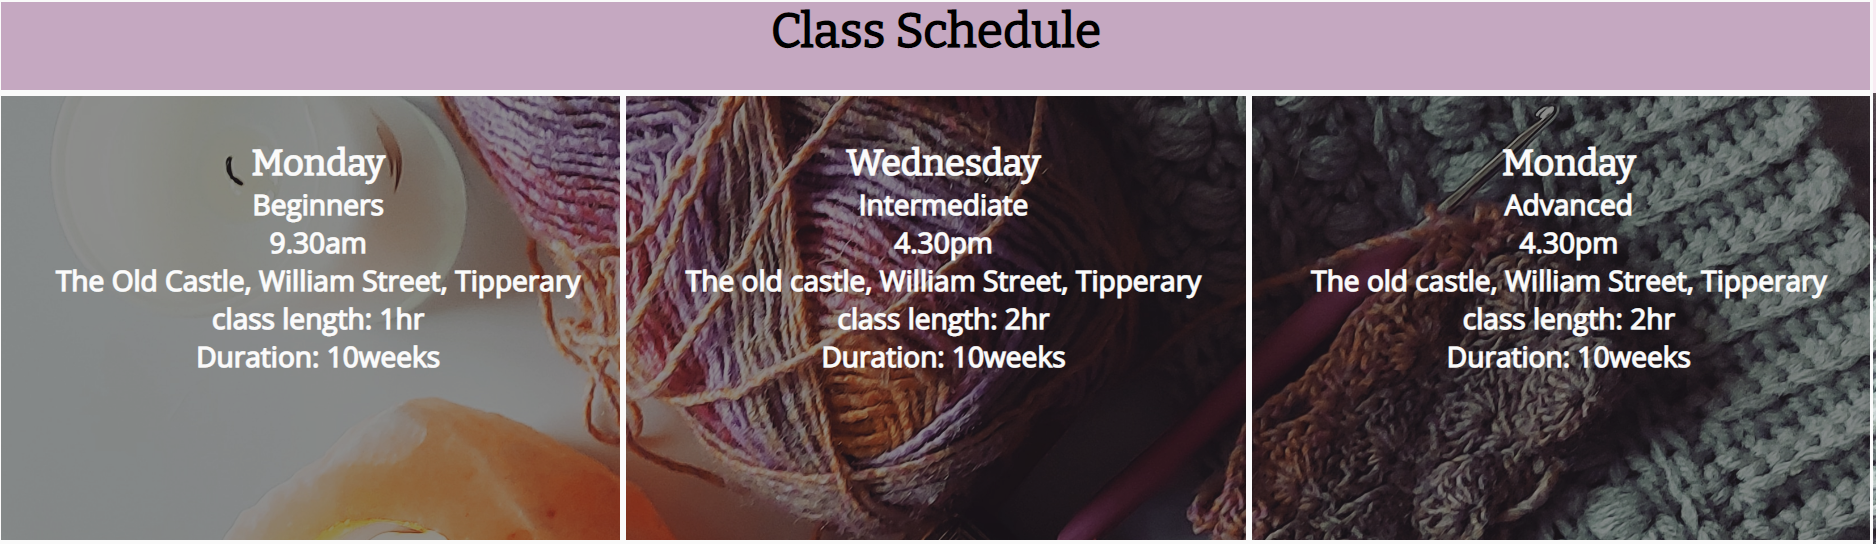 Class Schedule
Monday
Beginners
9.30am
The Old Castle, William Street, Tipperary
class length: 1hr
Duration: 10weeks
Wednesday
Intermediate
4.30pm
The old castle, William Street, Tipperary
class length: 2hr
Duration: 10weeks
Monday
Advanced
4.30pm
The old castle, William Street, Tipperary
class length: 2hr
Duration: 10weeks